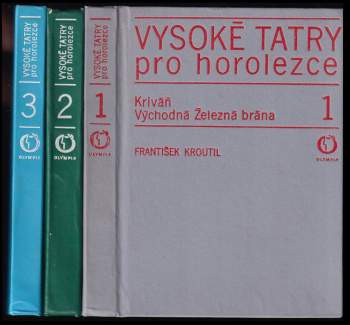 VYSOKÉ TATRY
pro horolezce
3
OLYMPIA
VYSOKÉ TATRY
pro horolezce
2
OLYMPIA
VYSOKÉ TATRY
pro horolezce
1
OLYMPIA
VYSOKÉ TATRY
pro horolezce
Kriváň
Východná Železná brána 1
FRANTIŠEK KROUTIL
OLYMPIA